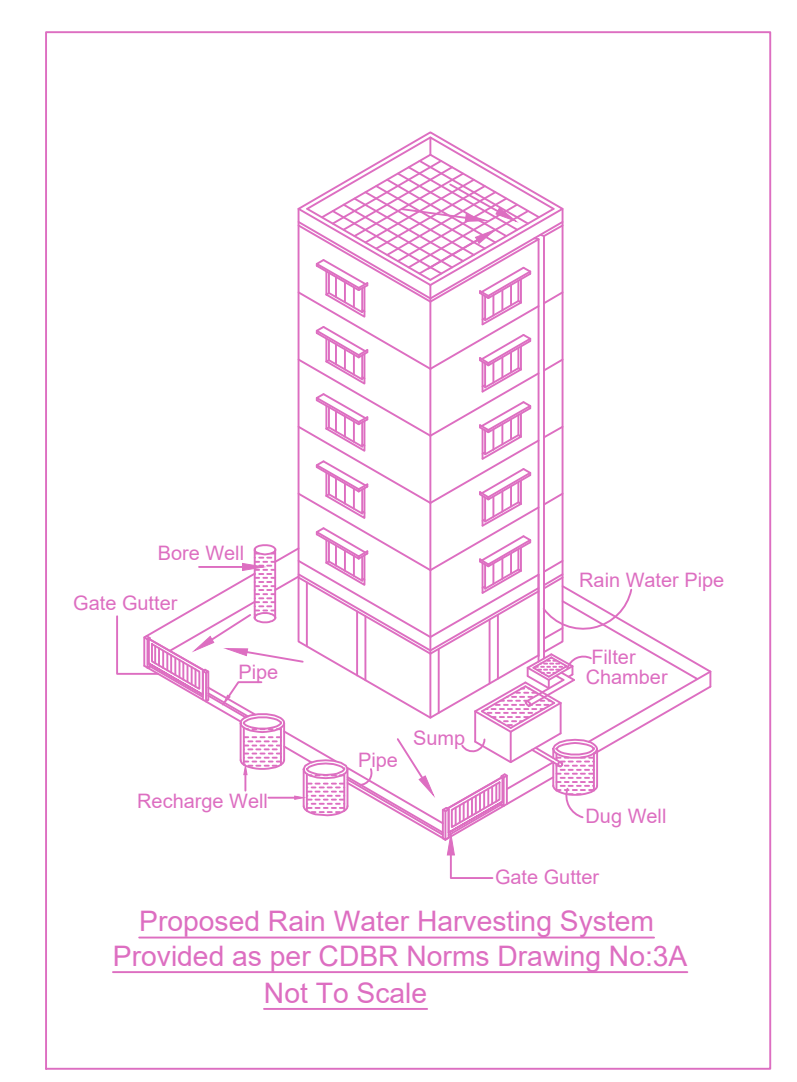 Bore Well
Gate Gutter
Rain Water Pipe
Filter
Chamber
Pipe
Sump
Pipe
Recharge Well
Dug Well
Gate Gutter
Proposed Rain Water Harvesting System
Provided as per CDBR Norms Drawing No:3A
Not To Scale